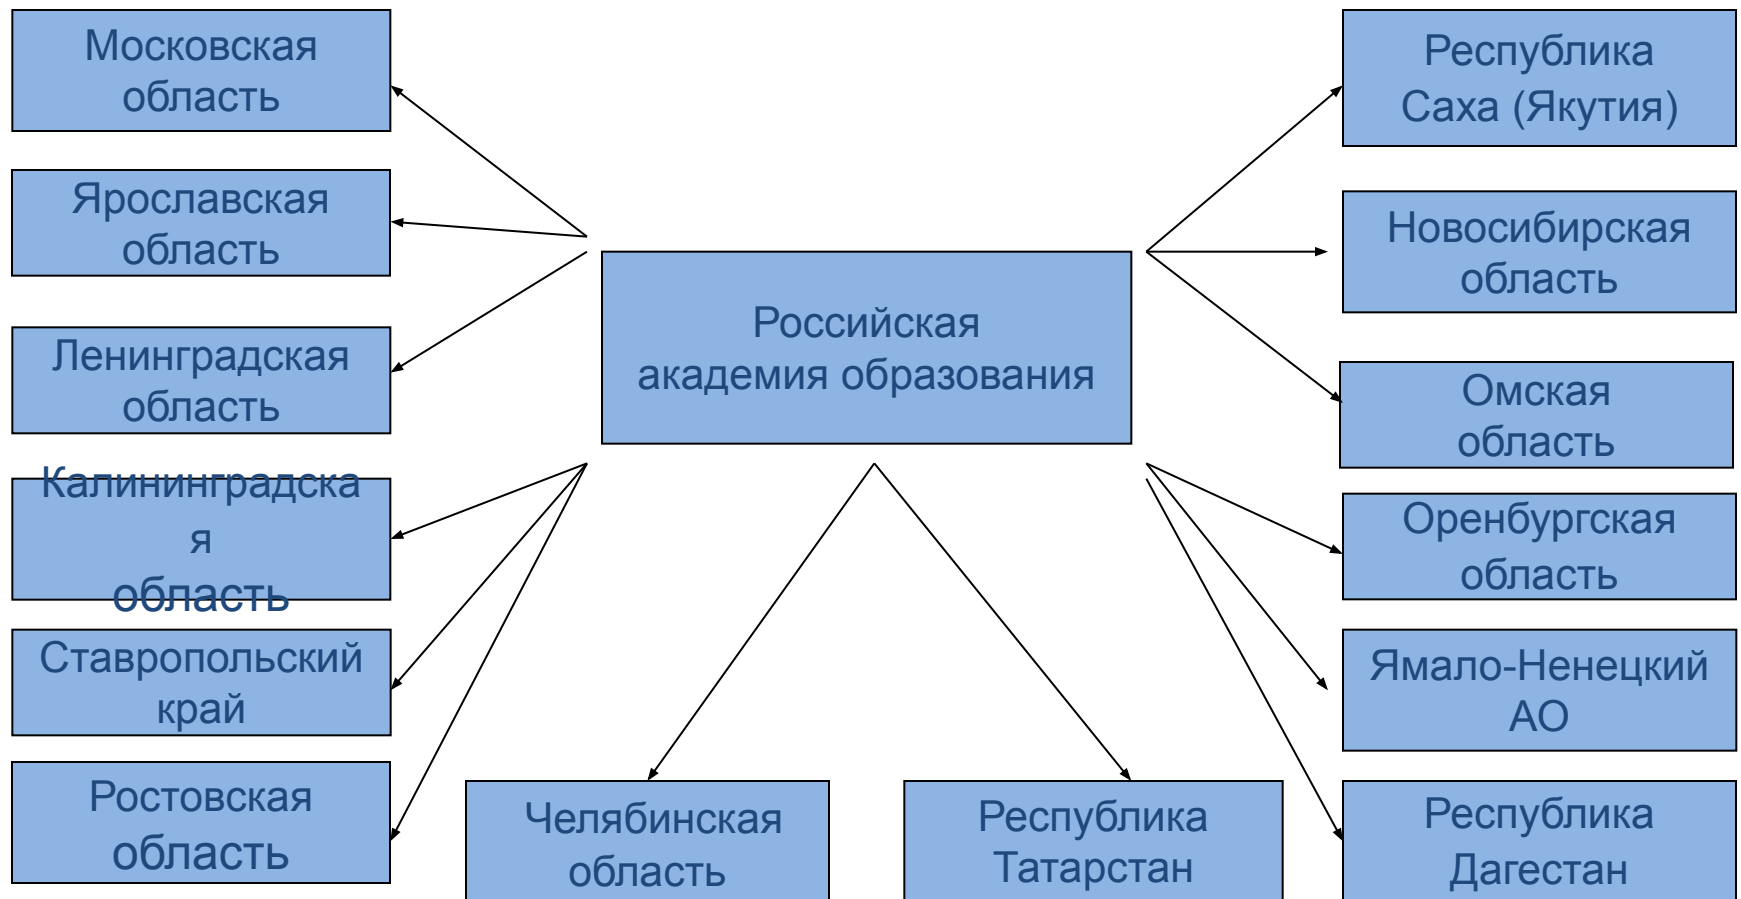 Московская
область
Ярославская
область
Ленинградская
область
Калининградска
я
область
Ставропольский
край
Ростовская
область
Российская
академия образования
Челябинская
область
Республика
Татарстан
Республика
Саха (Якутия)
Новосибирская
область
Омская
область
Оренбургская
область
Ямало-Ненецкий
АО
Республика
Дагестан